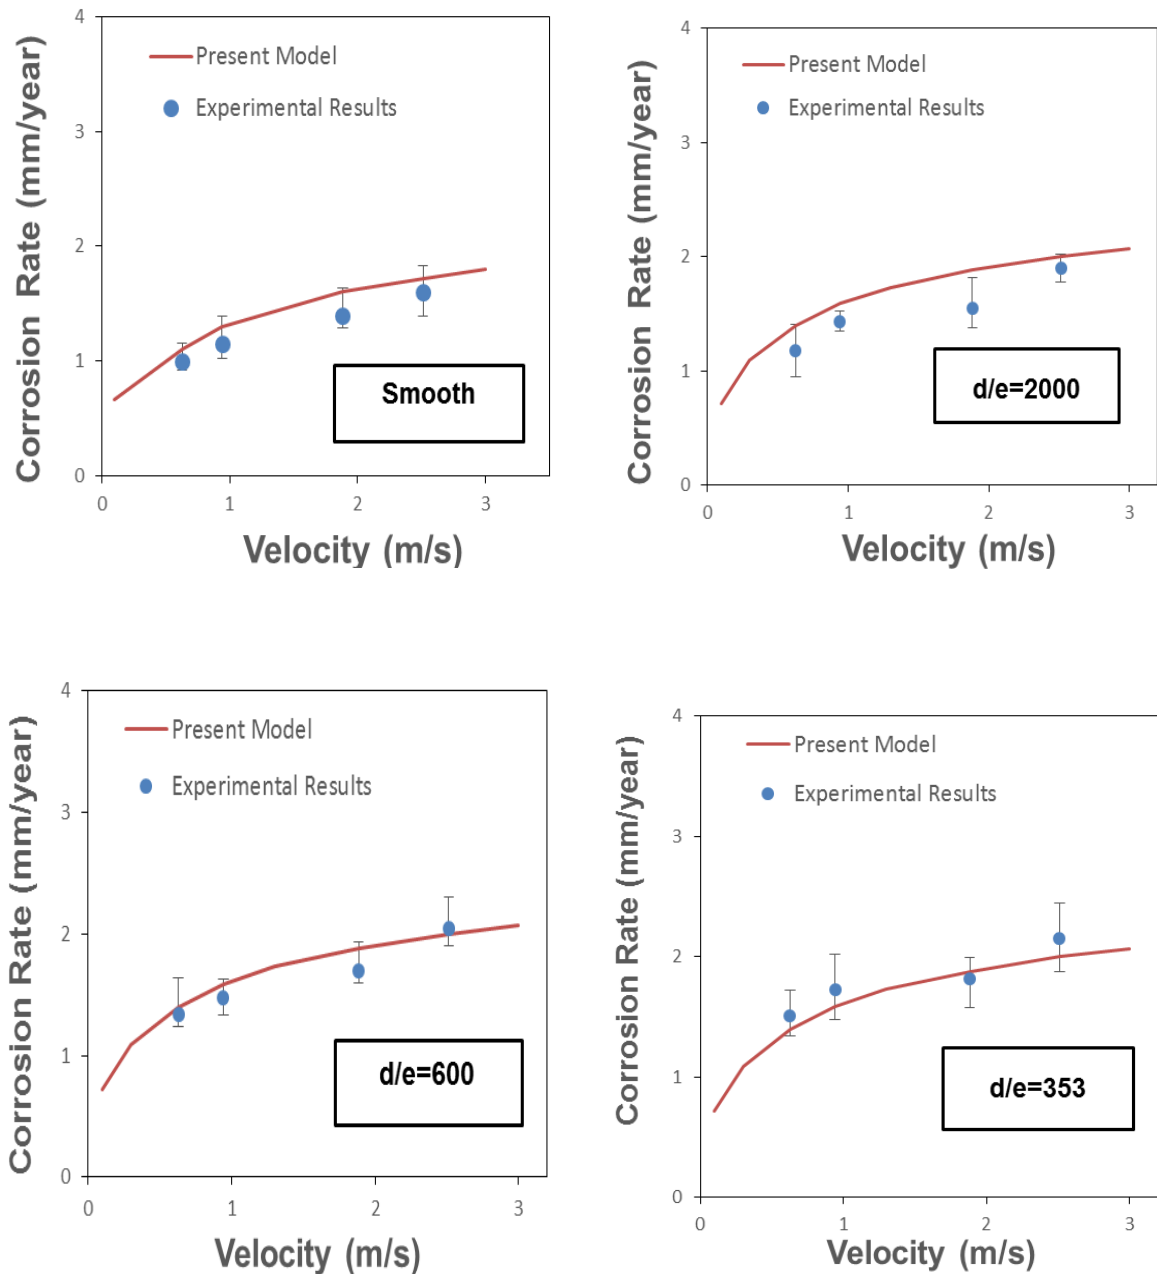 Corrosion Rate (mm/year)
4
3
2
1
0
Present Model
Experimental Results
Smooth
0 1 2 3
Velocity (m/s)
Corrosion Rate (mm/year)
4
3
2
1
0
Present Model
Experimental Results
d/e=2000
0 1 2 3
Velocity (m/s)
Corrosion Rate (mm/year)
4
3
2
1
0
Present Model
Experimental Results
d/e=600
0 1 2 3
Velocity (m/s)
Corrosion Rate (mm/year)
4
3
2
1
0
Present Model
Experimental Results
d/e=353
0 1 2 3
Velocity (m/s)